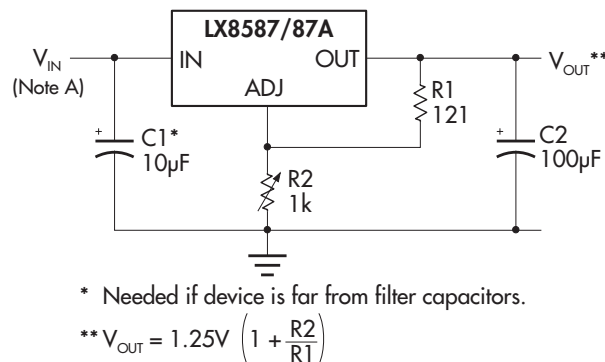 LX8587/87A
V_IN
(Note A)
IN
OUT
ADJ
V_OUT**
R1
121
+
C1*
10µF
R2
1k
+
C2
100µF
* Needed if device is far from filter capacitors.
** V_OUT = 1.25V (1 + R2/R1)